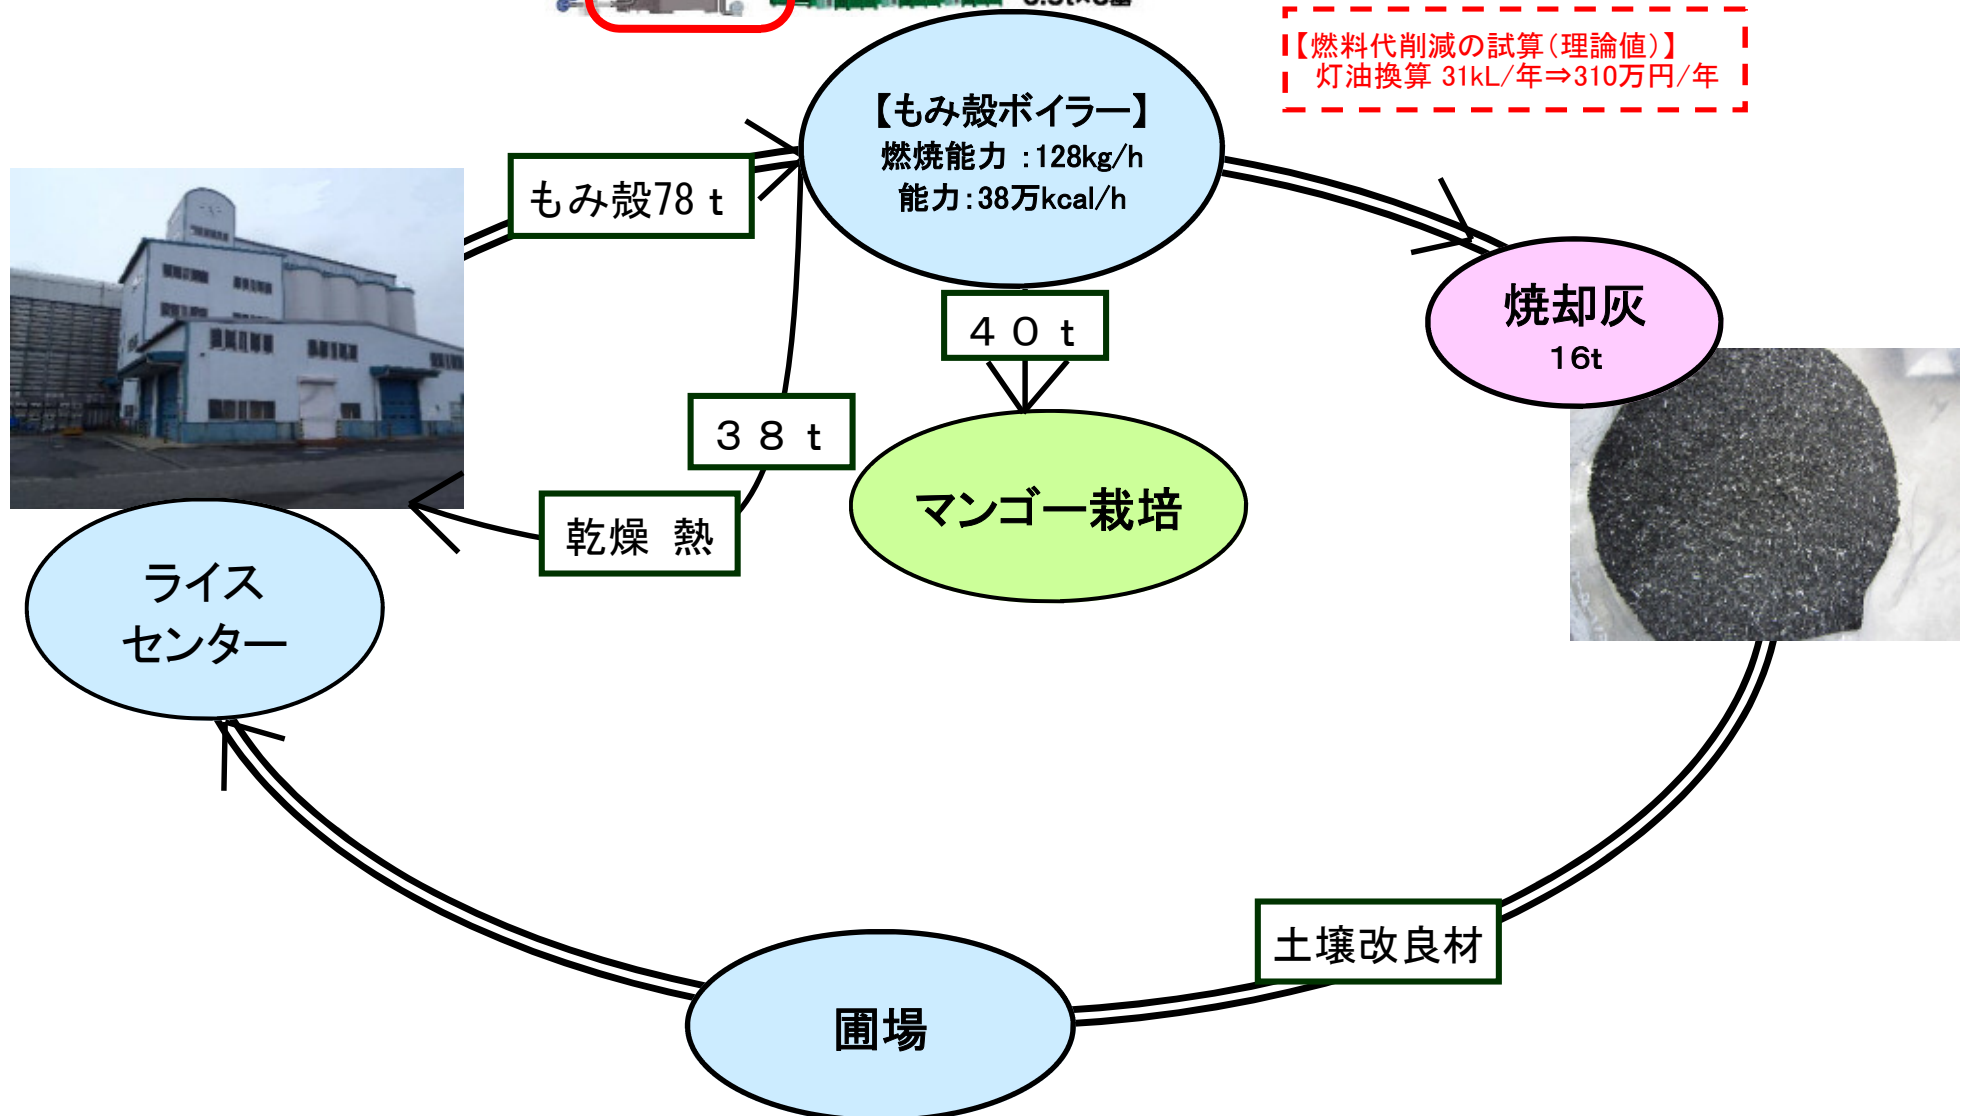 【燃料代削減の試算(理論値)】
灯油換算 31kL/年⇒310万円/年
【もみ殻ボイラー】
燃焼能力 :128kg/h
能力:38万kcal/h
もみ殻78 t
焼却灰
16t
40 t
38 t
マンゴー栽培
乾燥 熱
ライス
センター
土壌改良材
圃場